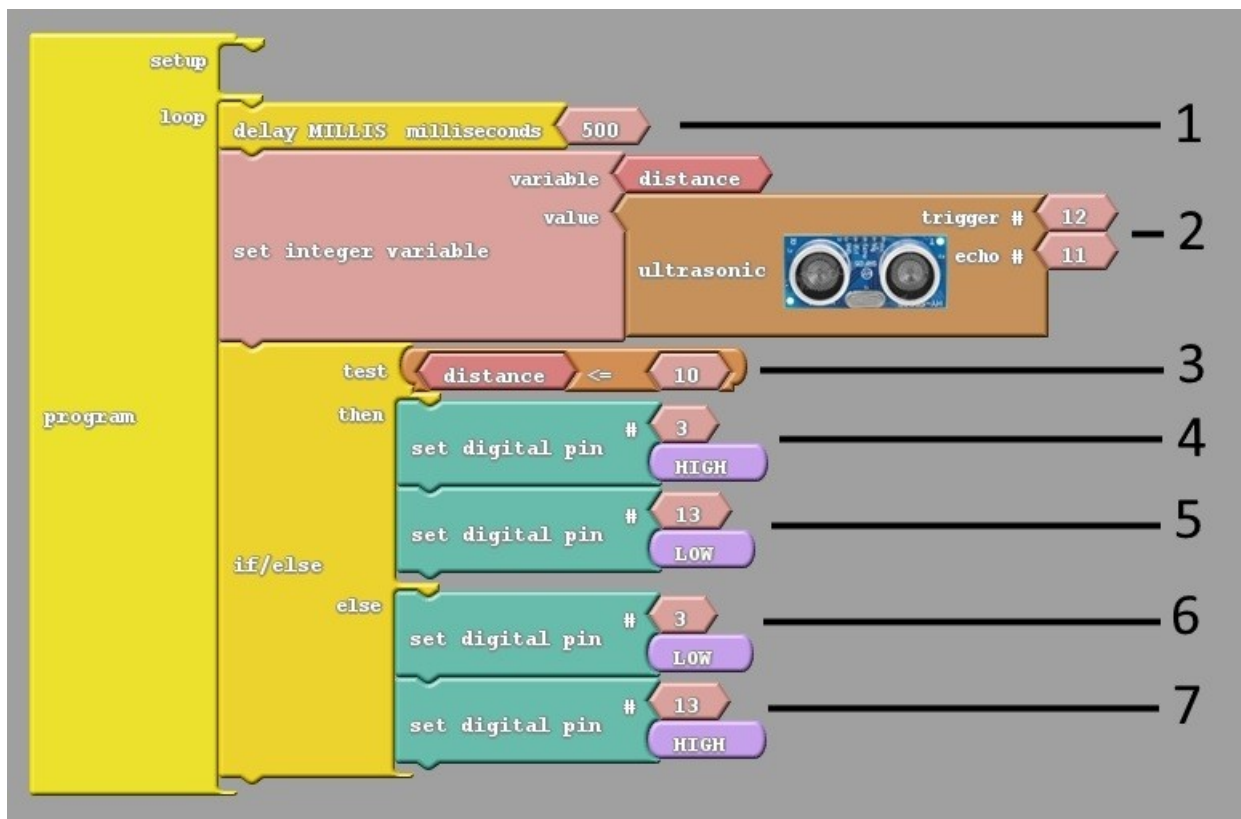 setup
loop
delay MILLIS milliseconds 500
1
variable distance
value
trigger # 12
2
set integer variable
echo # 11
ultrasonic
test distance <= 10
3
program
then
# 3
4
set digital pin
HIGH
# 13
5
set digital pin
LOW
if/else
else
# 3
6
set digital pin
LOW
# 13
7
set digital pin
HIGH